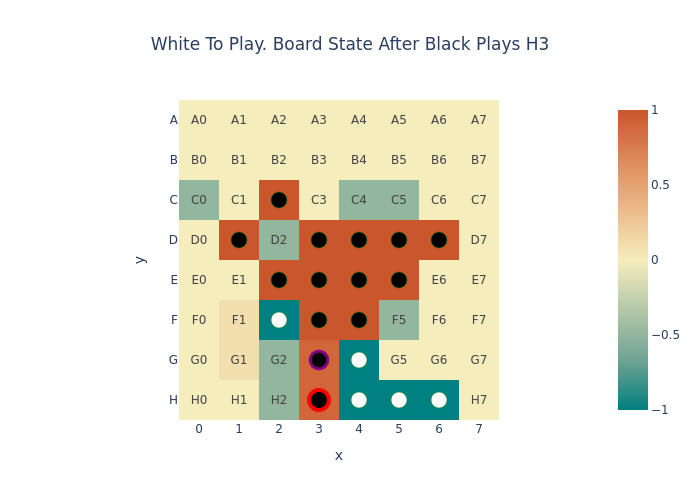 White To Play. Board State After Black Plays H3
A A0 A1 A2 A3 A4 A5 A6 A7
B B0 B1 B2 B3 B4 B5 B6 B7
C C0 C1 C3 C4 C5 C6 C7
D D0 D2 D7
E E0 E1 E6 E7
F F0 F1 F5 F6 F7
G G0 G1 G2 G5 G6 G7
H H0 H1 H2 H7
0 1 2 3 4 5 6 7
x
y
1
0.5
0
−0.5
−1